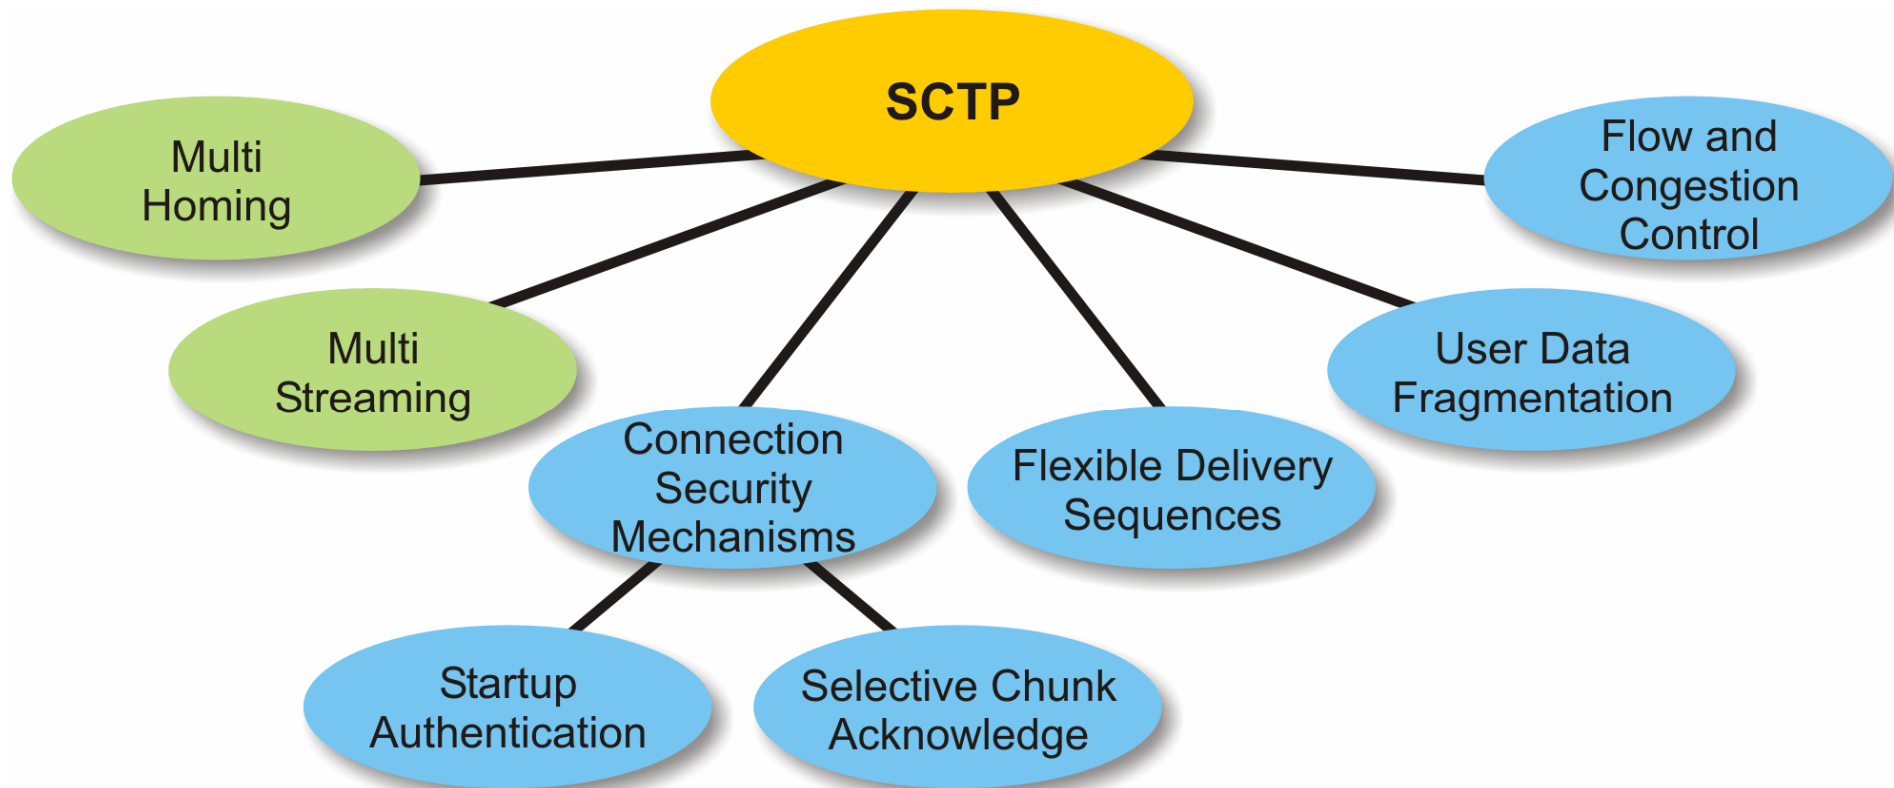 SCTP
Multi
Homing
Multi
Streaming
Connection
Security
Mechanisms
Startup
Authentication
Selective Chunk
Acknowledge
Flexible Delivery
Sequences
User Data
Fragmentation
Flow and
Congestion
Control